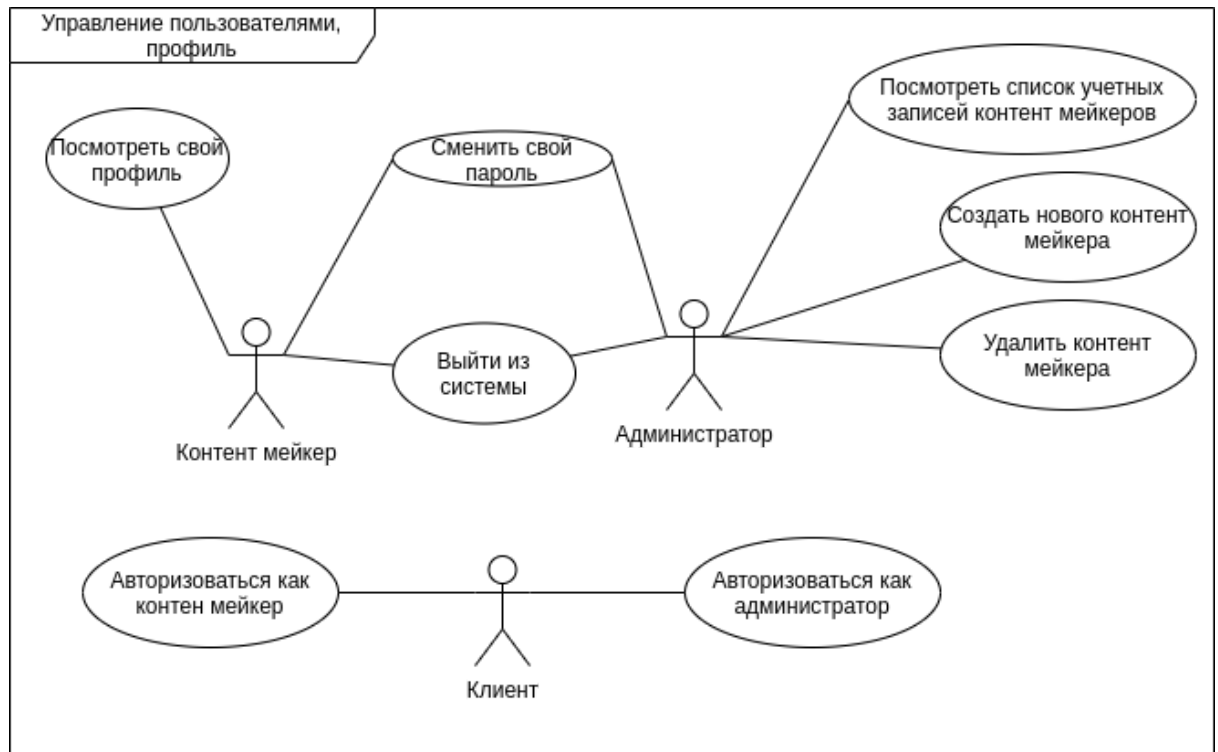 Управление пользователями,
профиль
Посмотреть список учетных
записей контент мейкеров
Посмотреть свой
профиль
Сменить свой
пароль
Создать нового контент
мейкера
Выйти из
системы
Удалить контент
мейкера
Контент мейкер
Администратор
Авторизоваться как
контен мейкер
Авторизоваться как
администратор
Клиент